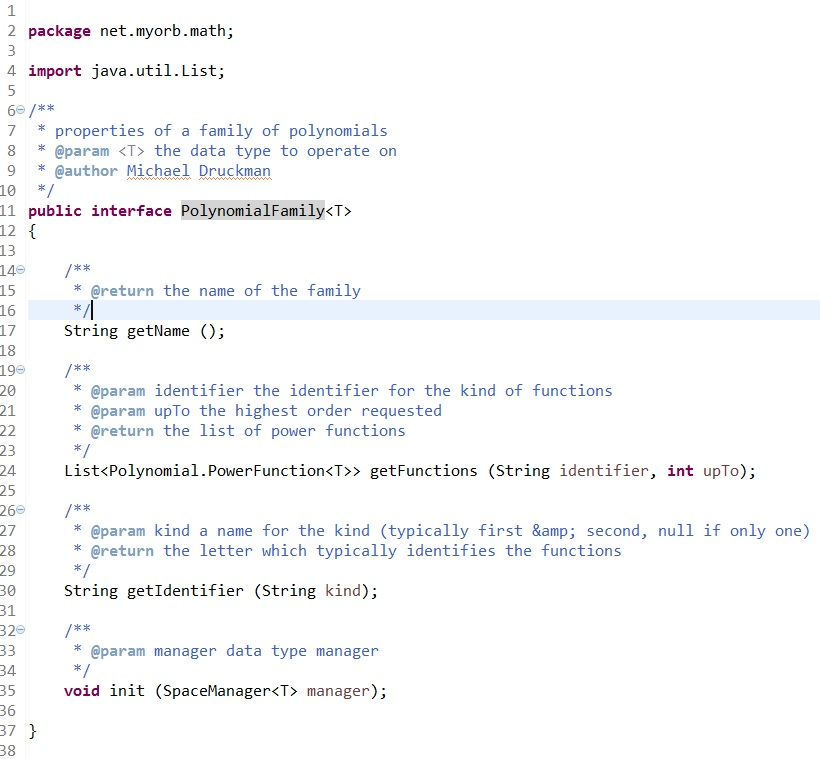 1
2 package net.myorb.math;
3
4 import java.util.List;
5
6 /**
7  * properties of a family of polynomials
8  * @param <T> the data type to operate on
9  * @author Michael Druckman
10  */
11 public interface PolynomialFamily<T>
12 {
13
14     /**
15      * @return the name of the family
16      */
17     String getName ();
18
19     /**
20      * @param identifier the identifier for the kind of functions
21      * @param upTo the highest order requested
22      * @return the list of power functions
23      */
24     List<Polynomial.PowerFunction<T>> getFunctions (String identifier, int upTo);
25
26     /**
27      * @param kind a name for the kind (typically first &amp; second, null if only one)
28      * @return the letter which typically identifies the functions
29      */
30     String getIdentifier (String kind);
31
32     /**
33      * @param manager data type manager
34      */
35     void init (SpaceManager<T> manager);
36
37 }
38